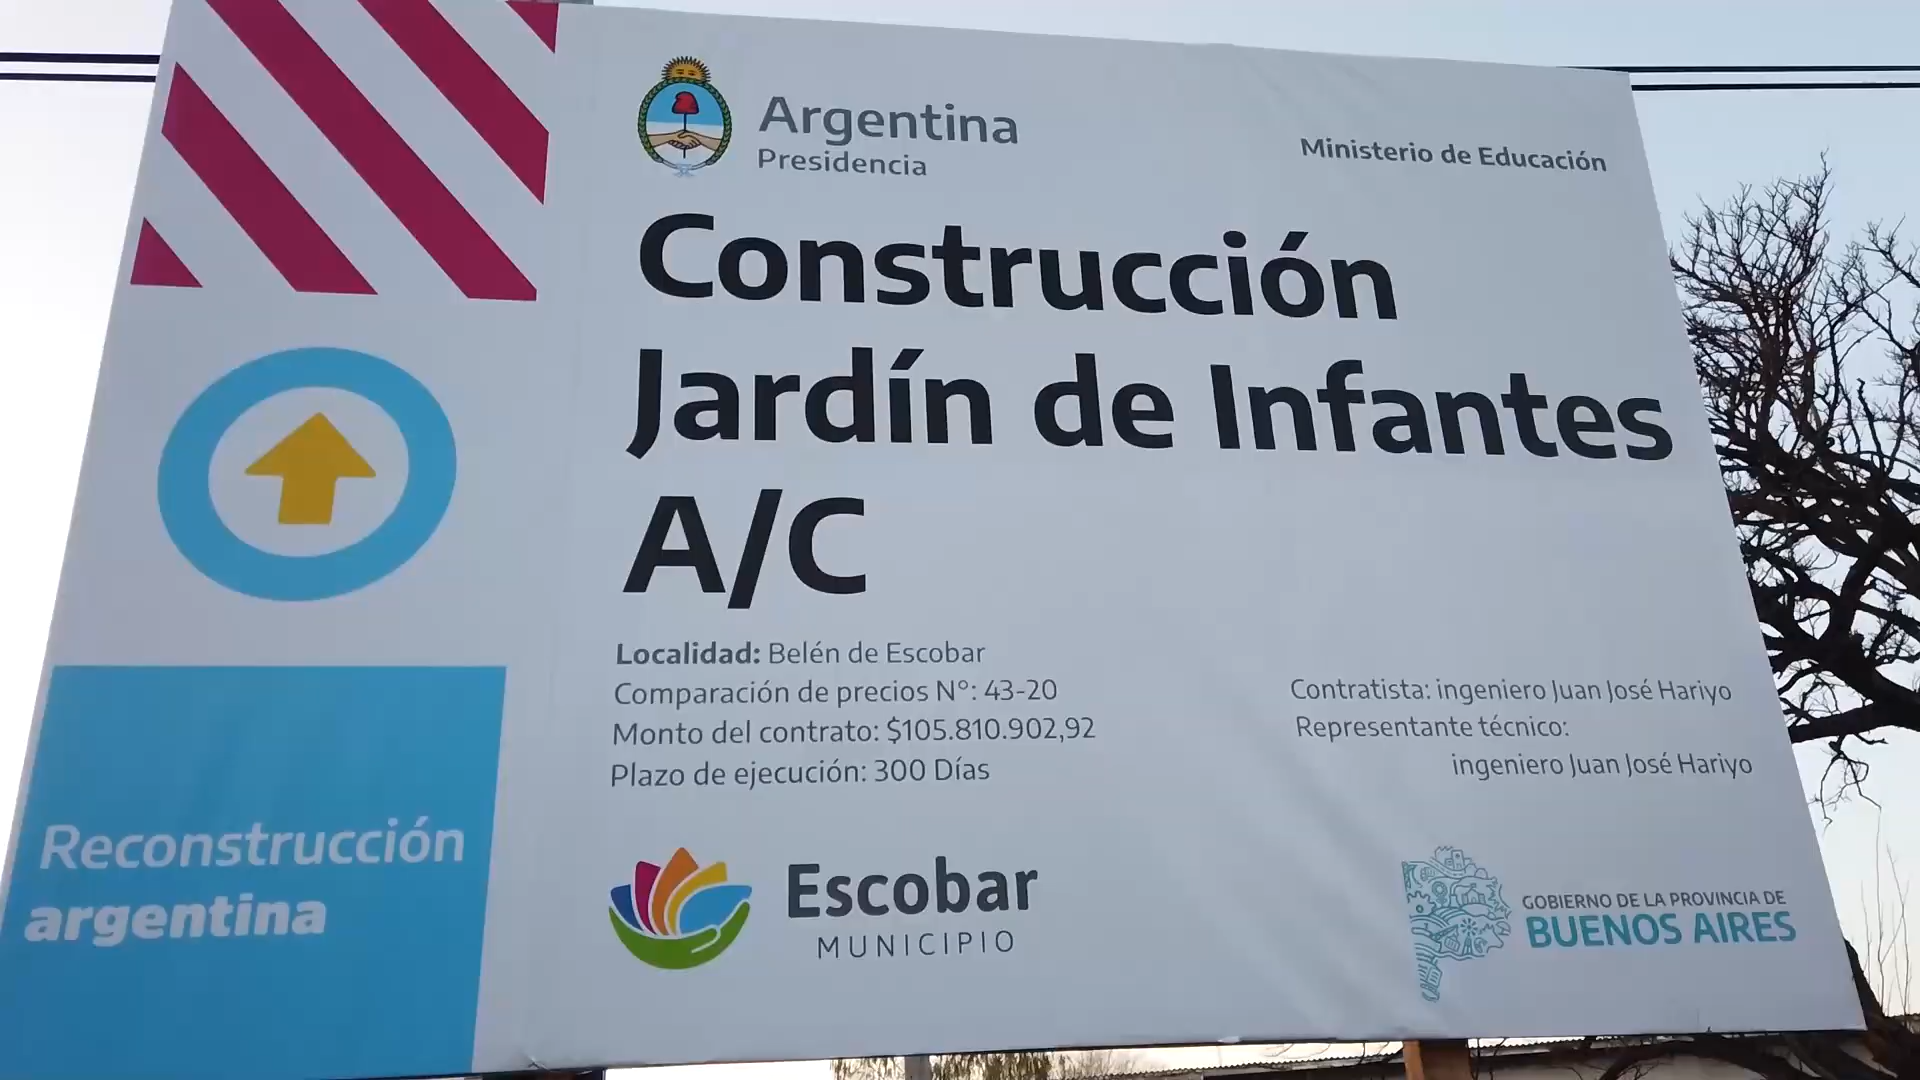 Argentina
Presidencia
Ministerio de Educación
Construcción
Jardín de Infantes
A/C
Localidad: Belén de Escobar
Comparación de precios N°: 43-20
Monto del contrato: $105.810.902,92
Plazo de ejecución: 300 Días
Contratista: ingeniero Juan José Hariyo
Representante técnico:
ingeniero Juan José Hariyo
Reconstrucción
argentina
Escobar
MUNICIPIO
GOBIERNO DE LA PROVINCIA DE
BUENOS AIRES